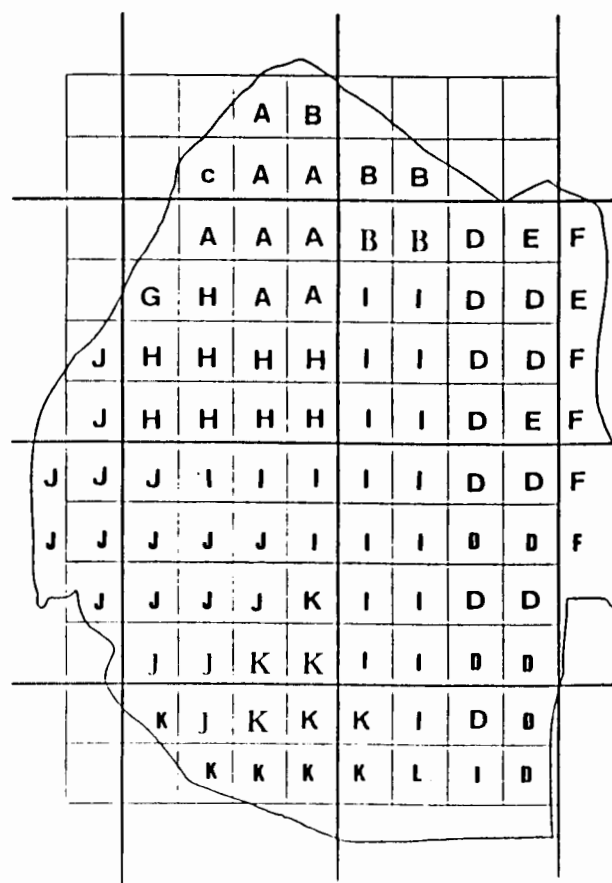 A B
c A A B B
A A A B B D E F
G H A A I I D D E
J H H H H I I D D F
J H H H H I I D E F
J J J I I I I I D D F
J J J J J I I I D D F
J J J J K I I D D
J J K K I I D D
K J K K K I D D
K K K K L I D